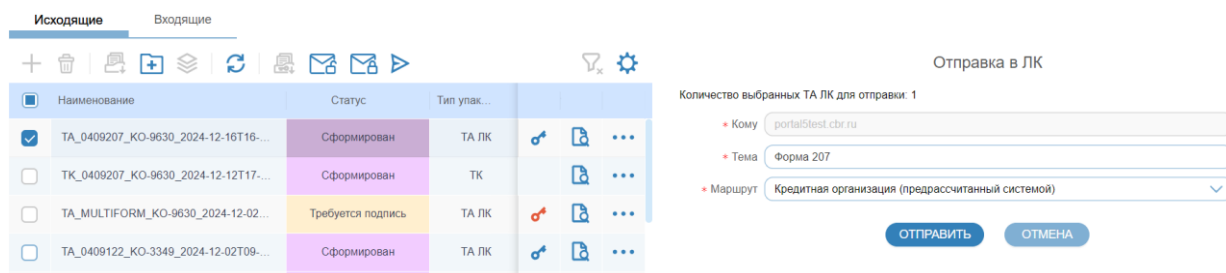 Исходящие Входящие
Наименование Статус Тип упак...
TA_0409207_KO-9630_2024-12-16T16-... Сформирован ТА ЛК
TK_0409207_KO-9630_2024-12-12T17-... Сформирован ТК
TA_MULTIFORM_KO-9630_2024-12-02... Требуется подпись ТА ЛК
TA_0409122_KO-3349_2024-12-02T09-... Сформирован ТА ЛК
Отправка в ЛК
Количество выбранных ТА ЛК для отправки: 1
* Кому portal5test.cbr.ru
* Тема Форма 207
* Маршрут Кредитная организация (предрассчитанный системой)
ОТПРАВИТЬ ОТМЕНА